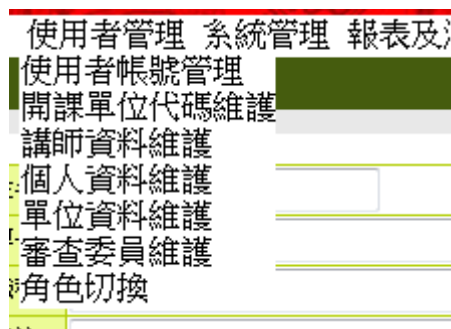 使用者管理 系統管理 報表及
使用者帳號管理
開課單位代碼維護
講師資料維護
個人資料維護
單位資料維護
審查委員維護
角色切換